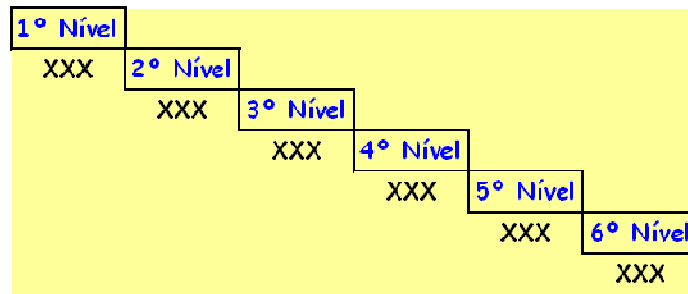 1º Nível
XXX 2º Nível
XXX 3º Nível
XXX 4º Nível
XXX 5º Nível
XXX 6º Nível
XXX